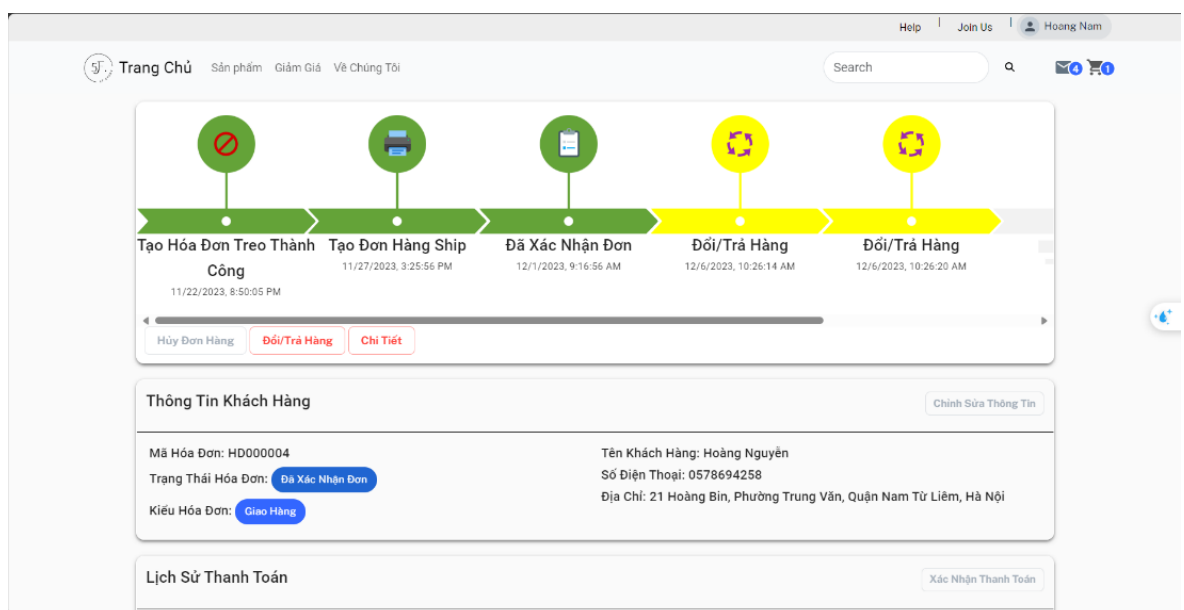 Help Join Us Hoang Nam
Trang Chủ Sản phẩm Giảm Giá Về Chúng Tôi Search 4 1
Tạo Hóa Đơn Treo Thành Công
11/22/2023, 8:50:05 PM
Tạo Đơn Hàng Ship
11/27/2023, 3:25:56 PM
Đã Xác Nhận Đơn
12/1/2023, 9:16:56 AM
Đổi/Trả Hàng
12/6/2023, 10:26:14 AM
Đổi/Trả Hàng
12/6/2023, 10:26:20 AM
Hủy Đơn Hàng Đổi/Trả Hàng Chi Tiết
Thông Tin Khách Hàng Chỉnh Sửa Thông Tin
Mã Hóa Đơn: HD000004
Trạng Thái Hóa Đơn: Đã Xác Nhận Đơn
Kiểu Hóa Đơn: Giao Hàng
Tên Khách Hàng: Hoàng Nguyễn
Số Điện Thoại: 0578694258
Địa Chỉ: 21 Hoàng Bin, Phường Trung Văn, Quận Nam Từ Liêm, Hà Nội
Lịch Sử Thanh Toán Xác Nhận Thanh Toán